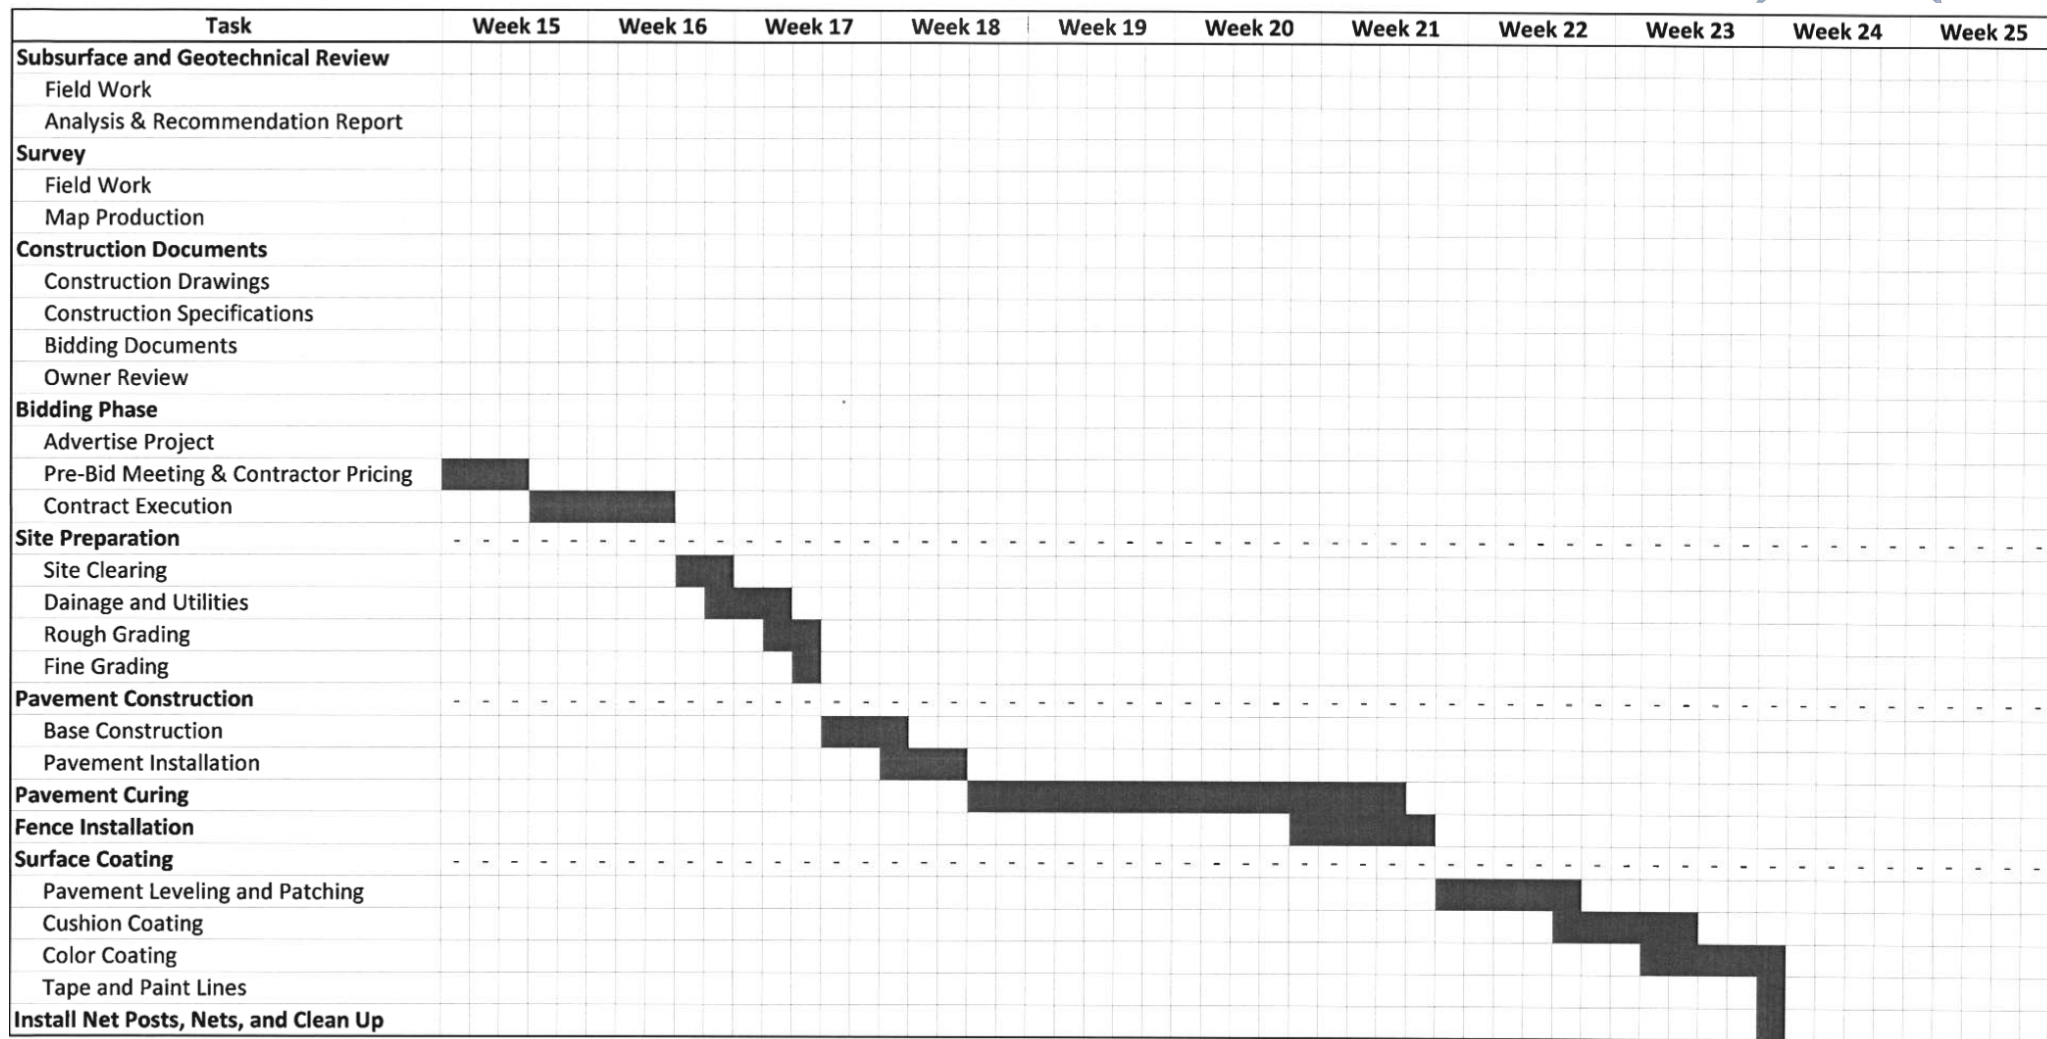 Task Week 15 Week 16 Week 17 Week 18 Week 19 Week 20 Week 21 Week 22 Week 23 Week 24 Week 25
Subsurface and Geotechnical Review
Field Work
Analysis & Recommendation Report
Survey
Field Work
Map Production
Construction Documents
Construction Drawings
Construction Specifications
Bidding Documents
Owner Review
Bidding Phase
Advertise Project
Pre-Bid Meeting & Contractor Pricing
Contract Execution
Site Preparation
Site Clearing
Dainage and Utilities
Rough Grading
Fine Grading
Pavement Construction
Base Construction
Pavement Installation
Pavement Curing
Fence Installation
Surface Coating
Pavement Leveling and Patching
Cushion Coating
Color Coating
Tape and Paint Lines
Install Net Posts, Nets, and Clean Up